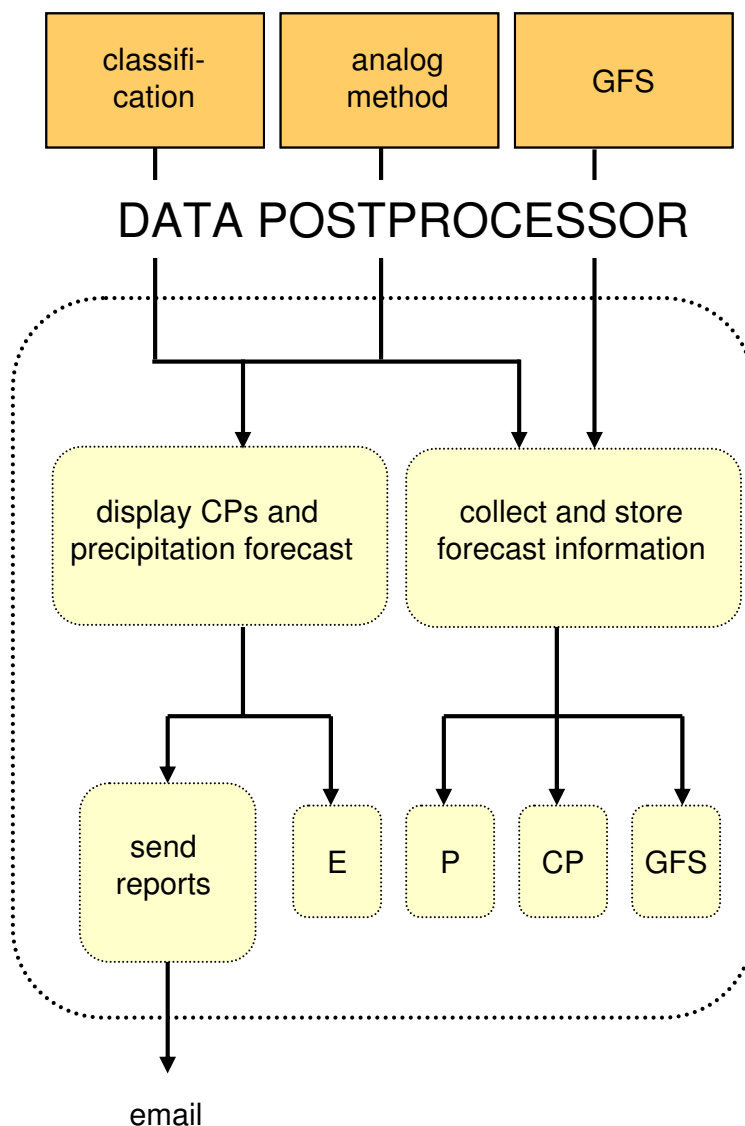 classifi-
cation
analog
method
GFS
DATA POSTPROCESSOR
display CPs and
precipitation forecast
collect and store
forecast information
send
reports
E
P
CP
GFS
email